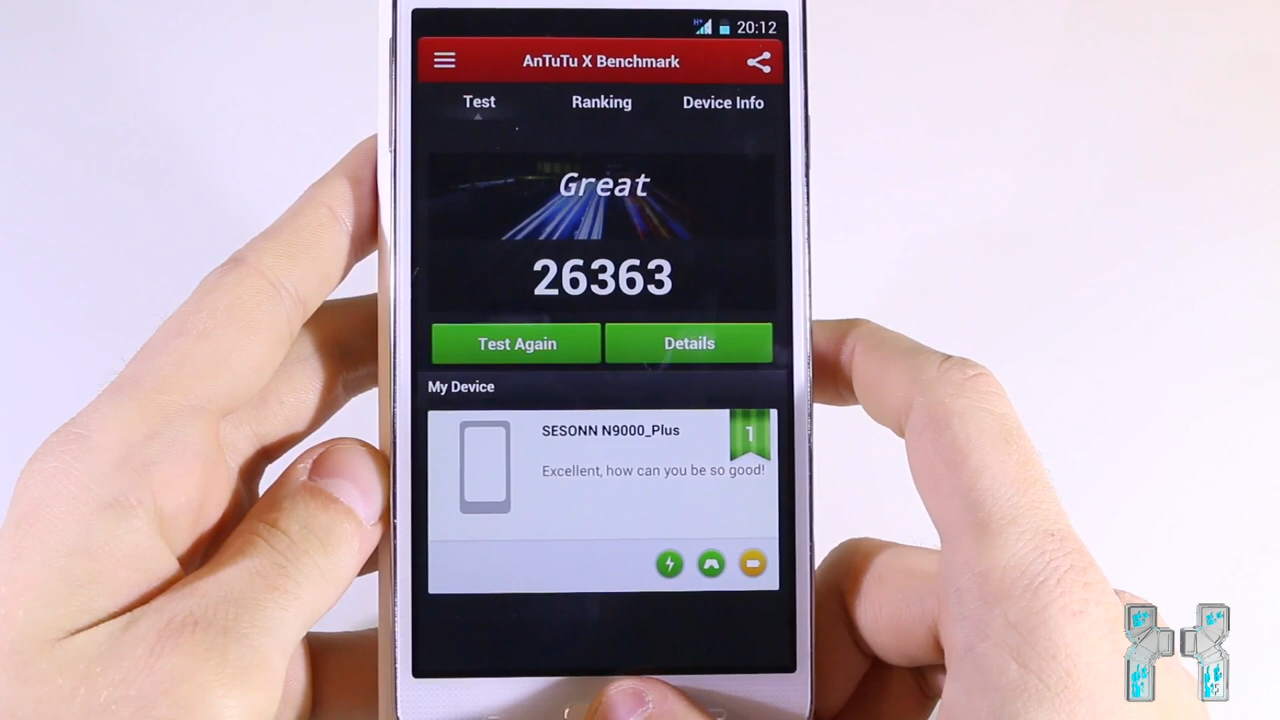 H+ 20:12
AnTuTu X Benchmark
Test Ranking Device Info
Great
26363
Test Again Details
My Device
SESONN N9000_Plus
1
Excellent, how can you be so good!